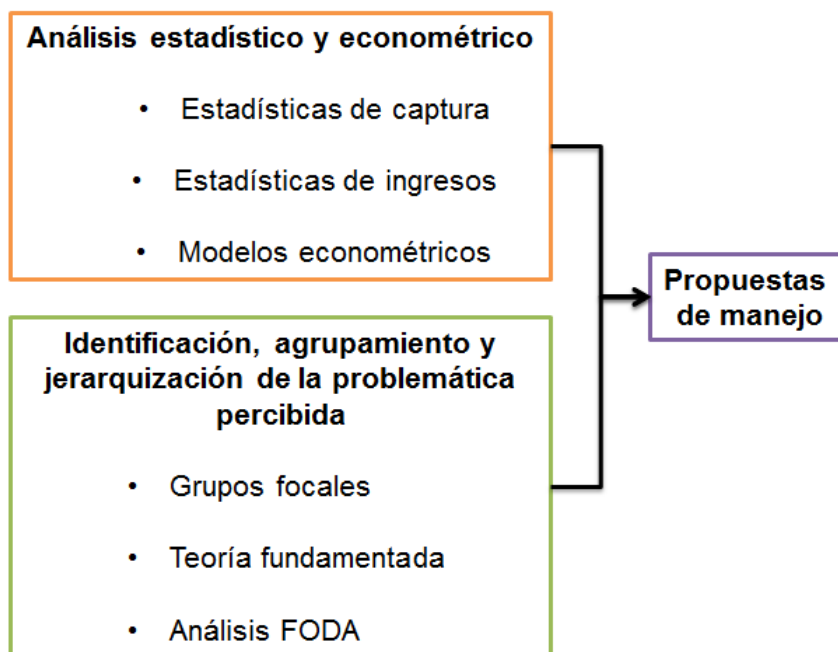 Análisis estadístico y econométrico
• Estadísticas de captura
• Estadísticas de ingresos
• Modelos econométricos
Identificación, agrupamiento y
jerarquización de la problemática
percibida
• Grupos focales
• Teoría fundamentada
• Análisis FODA
Propuestas
de manejo